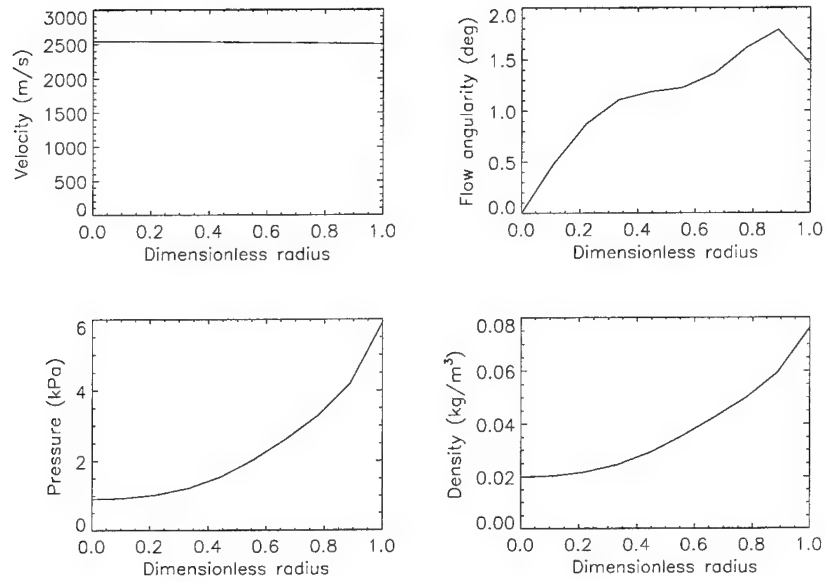 Velocity (m/s)
3000
2500
2000
1500
1000
500
0
0.0 0.2 0.4 0.6 0.8 1.0
Dimensionless radius
Flow angularity (deg)
2.0
1.5
1.0
0.5
0.0
0.0 0.2 0.4 0.6 0.8 1.0
Dimensionless radius
Pressure (kPa)
6
4
2
0
0.0 0.2 0.4 0.6 0.8 1.0
Dimensionless radius
Density (kg/m³)
0.08
0.06
0.04
0.02
0.00
0.0 0.2 0.4 0.6 0.8 1.0
Dimensionless radius